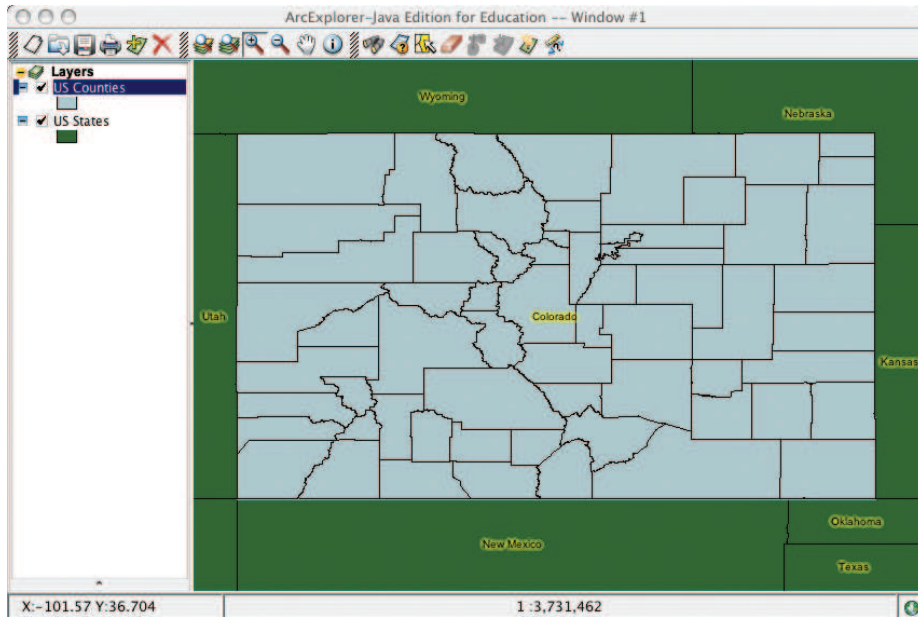 ArcExplorer-Java Edition for Education -- Window #1
Layers
US Counties
US States
Wyoming
Nebraska
Utah
Colorado
Kansas
New Mexico
Oklahoma
Texas
X:-101.57 Y:36.704
1 :3,731,462